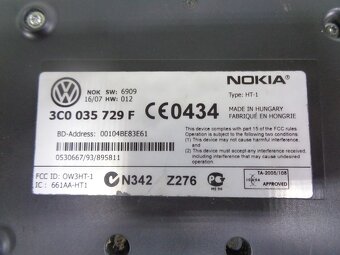 NOK SW: 6909
16/07 HW: 012
NOKIA
Type: HT-1
3C0 035 729 F CE0434
MADE IN HUNGARY
FABRIQUÉ EN HONGRIE
BD-Address: 00104BE83E61
0530667/93/895811
This device complies with part 15 of the FCC rules
Operation is subject to the following two conditions:
(1) This device may not cause harmful interference, and
(2) This device must accept any interference received,
including interference that may cause undesired operation.
FCC ID: OW3HT-1
IC : 661AA-HT1
N342 Z276
TA-2005/108
APPROVED